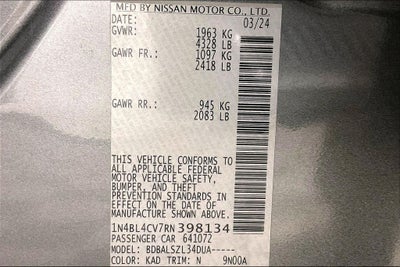 MFD BY NISSAN MOTOR CO., LTD.
DATE: 03/24
GVWR: 1963 KG
4328 LB
GAWR FR.: 1097 KG
2418 LB
GAWR RR.: 945 KG
2083 LB
THIS VEHICLE CONFORMS TO
ALL APPLICABLE FEDERAL
MOTOR VEHICLE SAFETY,
BUMPER, AND THEFT
PREVENTION STANDARDS
IN EFFECT ON THE DATE OF
MANUFACTURE SHOWN ABOVE.
1N4BL4CV7RN398134
PASSENGER CAR 641072
MODEL: BDBALSZL34DUA-----
COLOR: KAD TRIM: N 9N00A